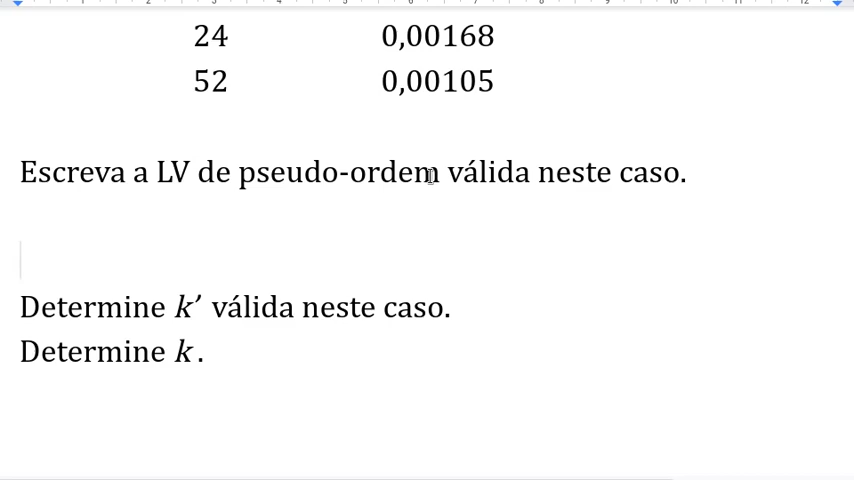 24 0,00168
52 0,00105
Escreva a LV de pseudo-ordem válida neste caso.
Determine k’ válida neste caso.
Determine k.